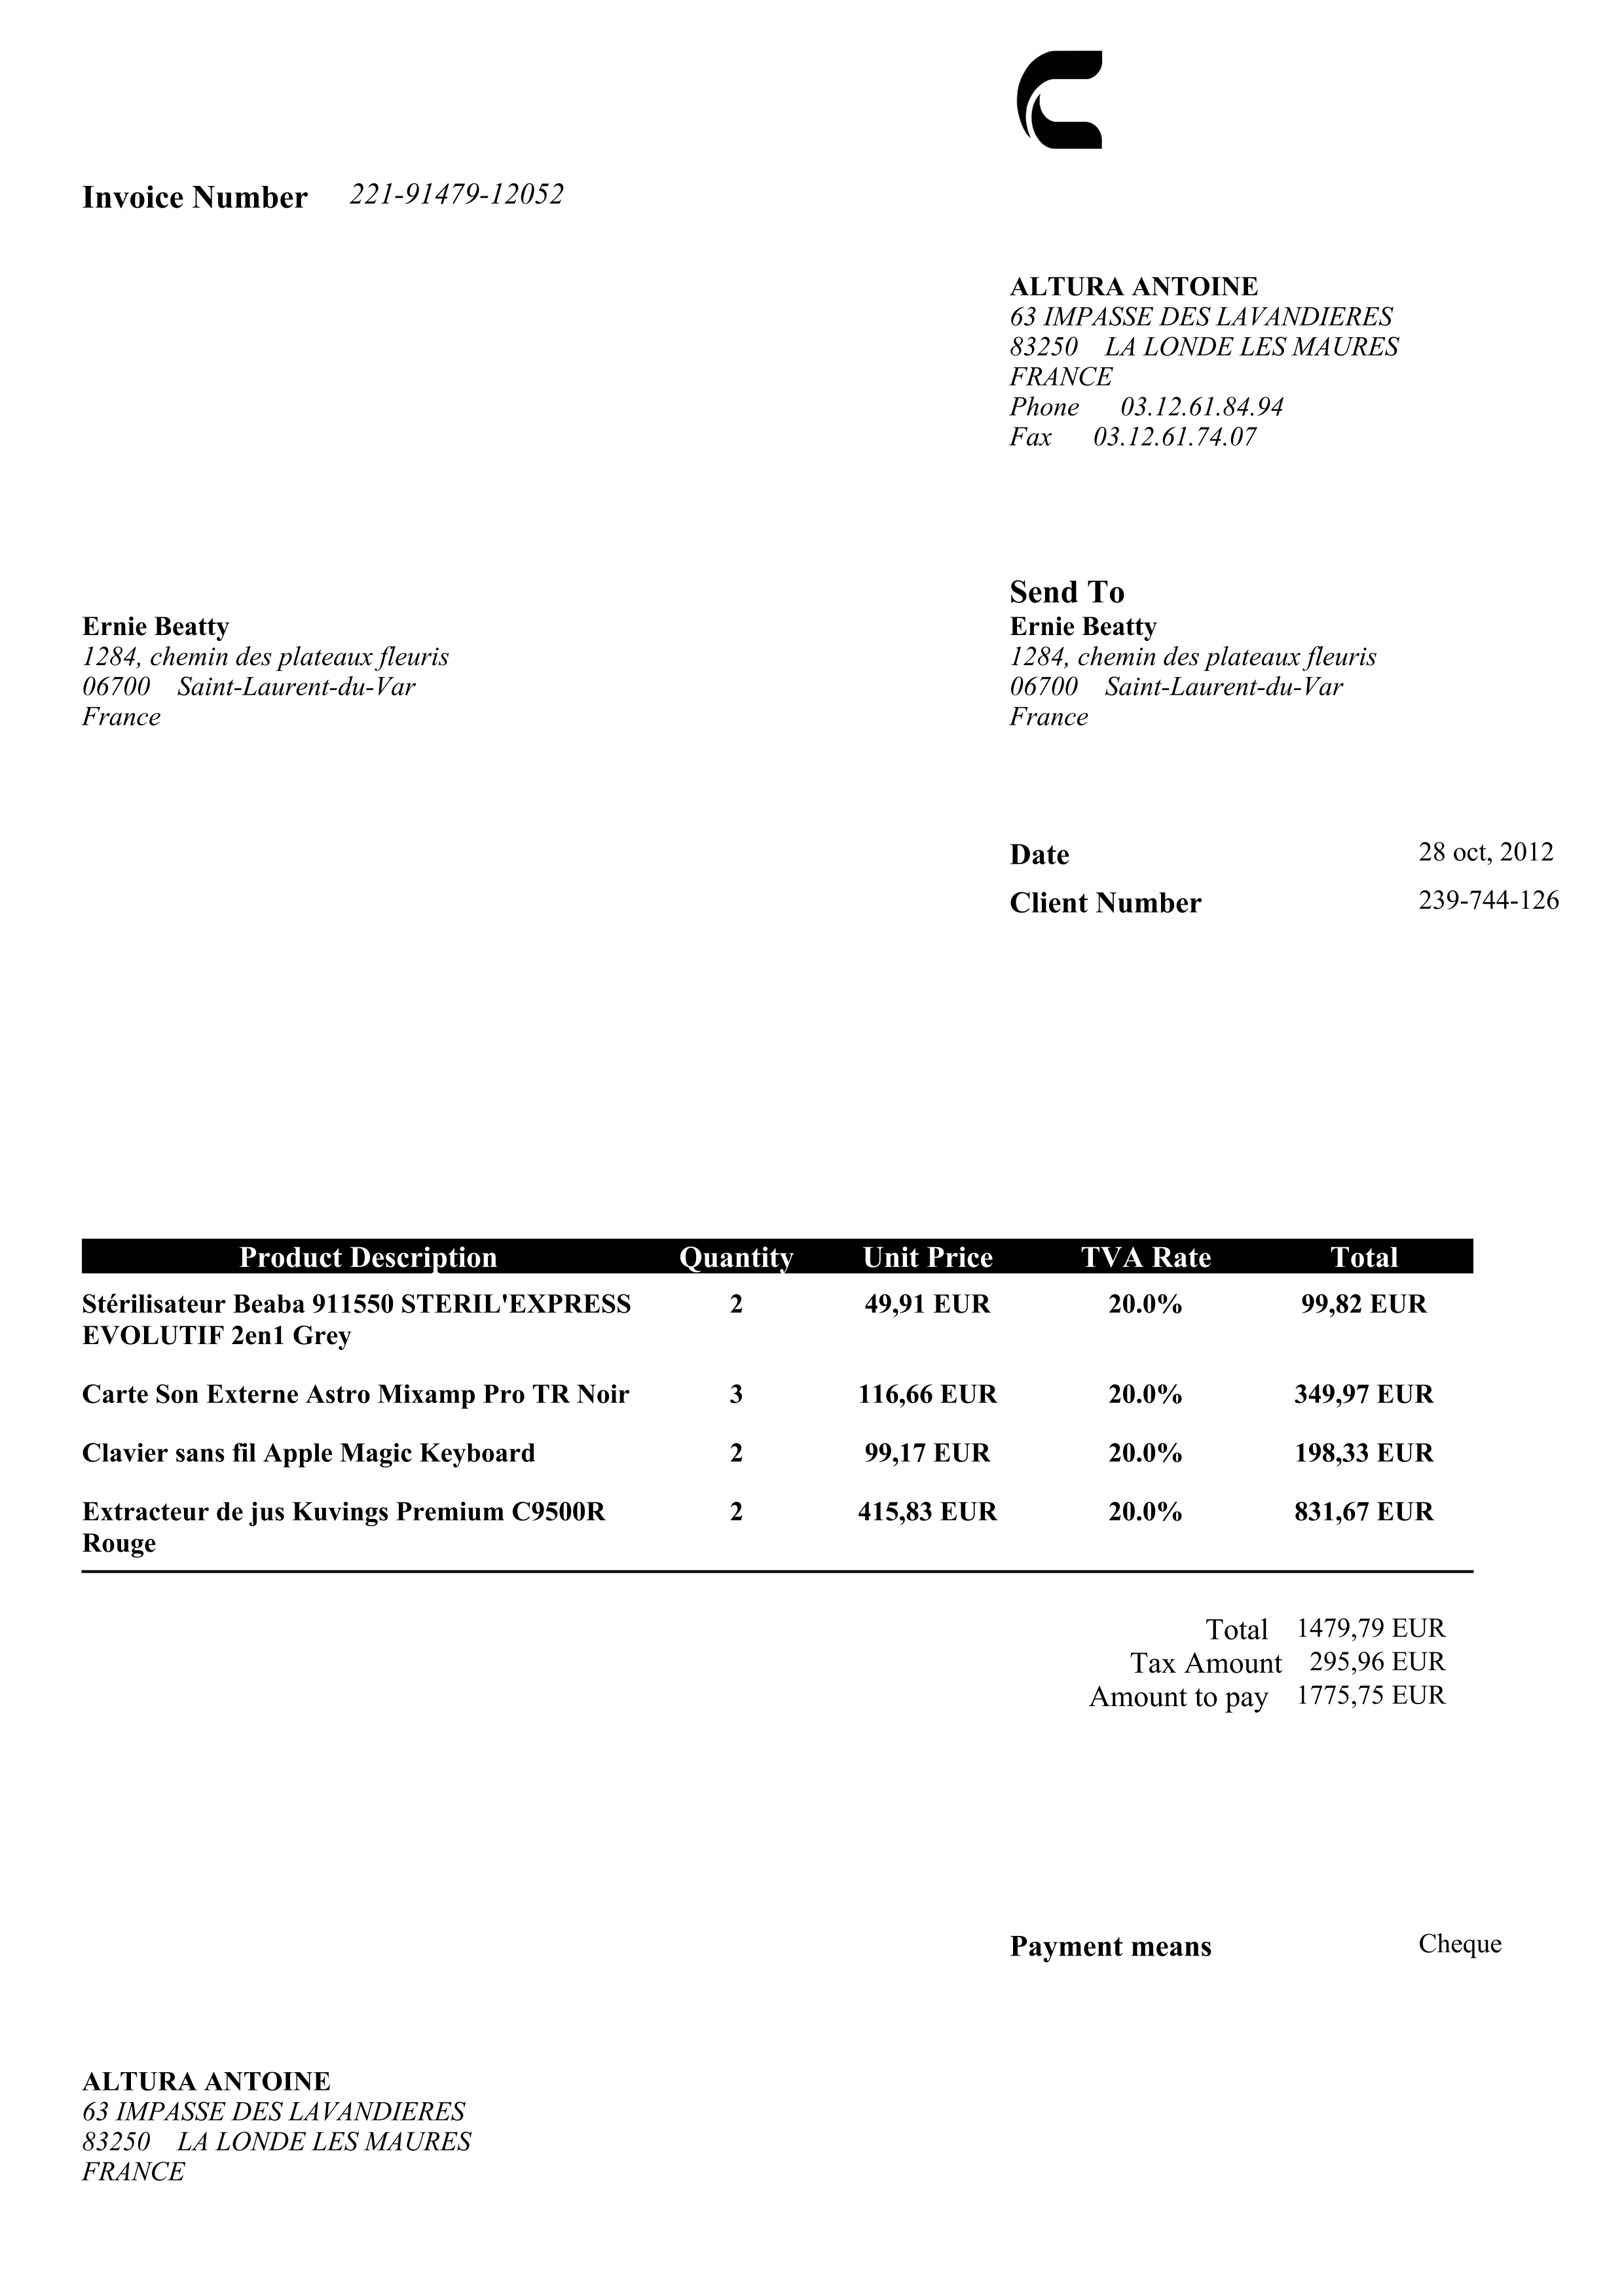 Invoice Number 221-91479-12052
ALTURA ANTOINE
63 IMPASSE DES LAVANDIERES
83250 LA LONDE LES MAURES
FRANCE
Phone 03.12.61.84.94
Fax 03.12.61.74.07
Ernie Beatty
1284, chemin des plateaux fleuris
06700 Saint-Laurent-du-Var
France
Send To
Ernie Beatty
1284, chemin des plateaux fleuris
06700 Saint-Laurent-du-Var
France
Date 28 oct, 2012
Client Number 239-744-126
Product Description Quantity Unit Price TVA Rate Total
Stérilisateur Beaba 911550 STERIL'EXPRESS 2 49,91 EUR 20.0% 99,82 EUR
EVOLUTIF 2en1 Grey
Carte Son Externe Astro Mixamp Pro TR Noir 3 116,66 EUR 20.0% 349,97 EUR
Clavier sans fil Apple Magic Keyboard 2 99,17 EUR 20.0% 198,33 EUR
Extracteur de jus Kuvings Premium C9500R 2 415,83 EUR 20.0% 831,67 EUR
Rouge
Total 1479,79 EUR
Tax Amount 295,96 EUR
Amount to pay 1775,75 EUR
Payment means Cheque
ALTURA ANTOINE
63 IMPASSE DES LAVANDIERES
83250 LA LONDE LES MAURES
FRANCE